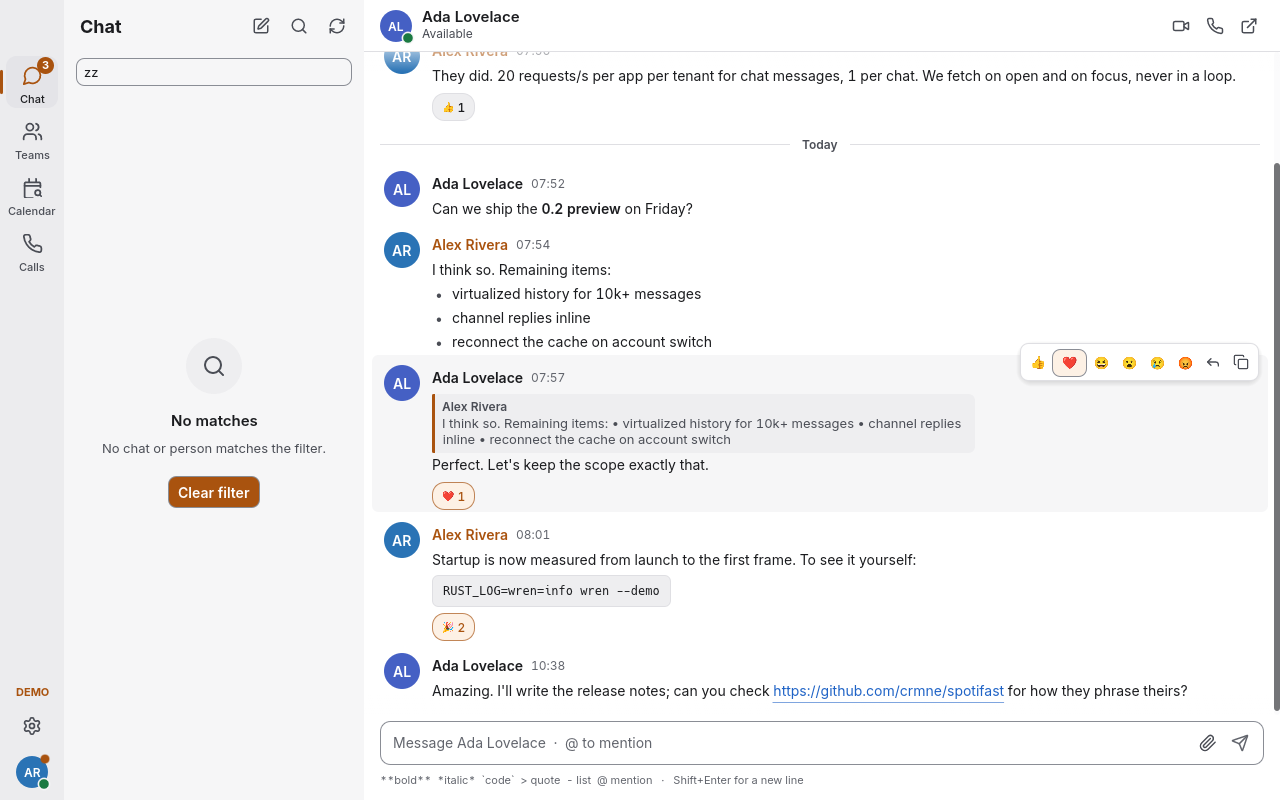 3
Chat
Teams
Calendar
Calls
DEMO
AR
Chat
zz
No matches
No chat or person matches the filter.
Clear filter
AL
Ada Lovelace
Available
AR
Alex Rivera
They did. 20 requests/s per app per tenant for chat messages, 1 per chat. We fetch on open and on focus, never in a loop.
👍 1
Today
AL
Ada Lovelace 07:52
Can we ship the 0.2 preview on Friday?
AR
Alex Rivera 07:54
I think so. Remaining items:
• virtualized history for 10k+ messages
• channel replies inline
• reconnect the cache on account switch
AL
Ada Lovelace 07:57
Alex Rivera
I think so. Remaining items: • virtualized history for 10k+ messages • channel replies
inline • reconnect the cache on account switch
Perfect. Let's keep the scope exactly that.
❤️ 1
AR
Alex Rivera 08:01
Startup is now measured from launch to the first frame. To see it yourself:
RUST_LOG=wren=info wren --demo
🎉 2
AL
Ada Lovelace 10:38
Amazing. I'll write the release notes; can you check https://github.com/crmne/spotifast for how they phrase theirs?
Message Ada Lovelace · @ to mention
**bold** *italic* `code` > quote - list @ mention · Shift+Enter for a new line